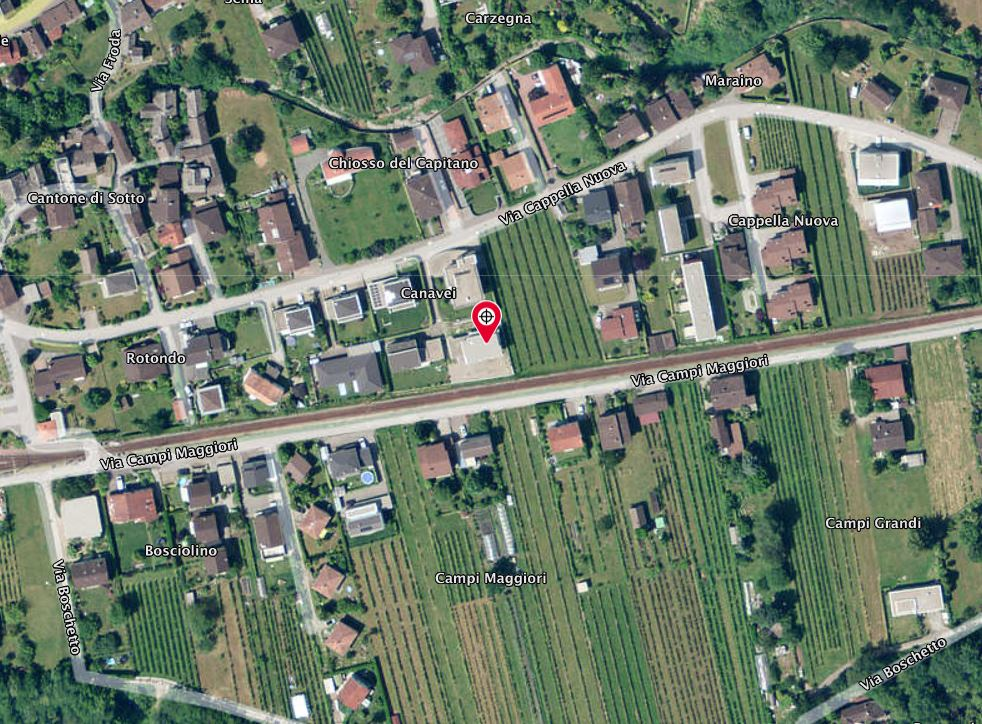 Carzegna
Via Froda
Maraino
Chiosso del Capitano
Via Cappella Nuova
Cantone di Sotto
Cappella Nuova
Canavei
Rotondo
Via Campi Maggiori
Via Campi Maggiori
Campi Grandi
Bosciolino
Campi Maggiori
Via Boschetto
Via Boschetto